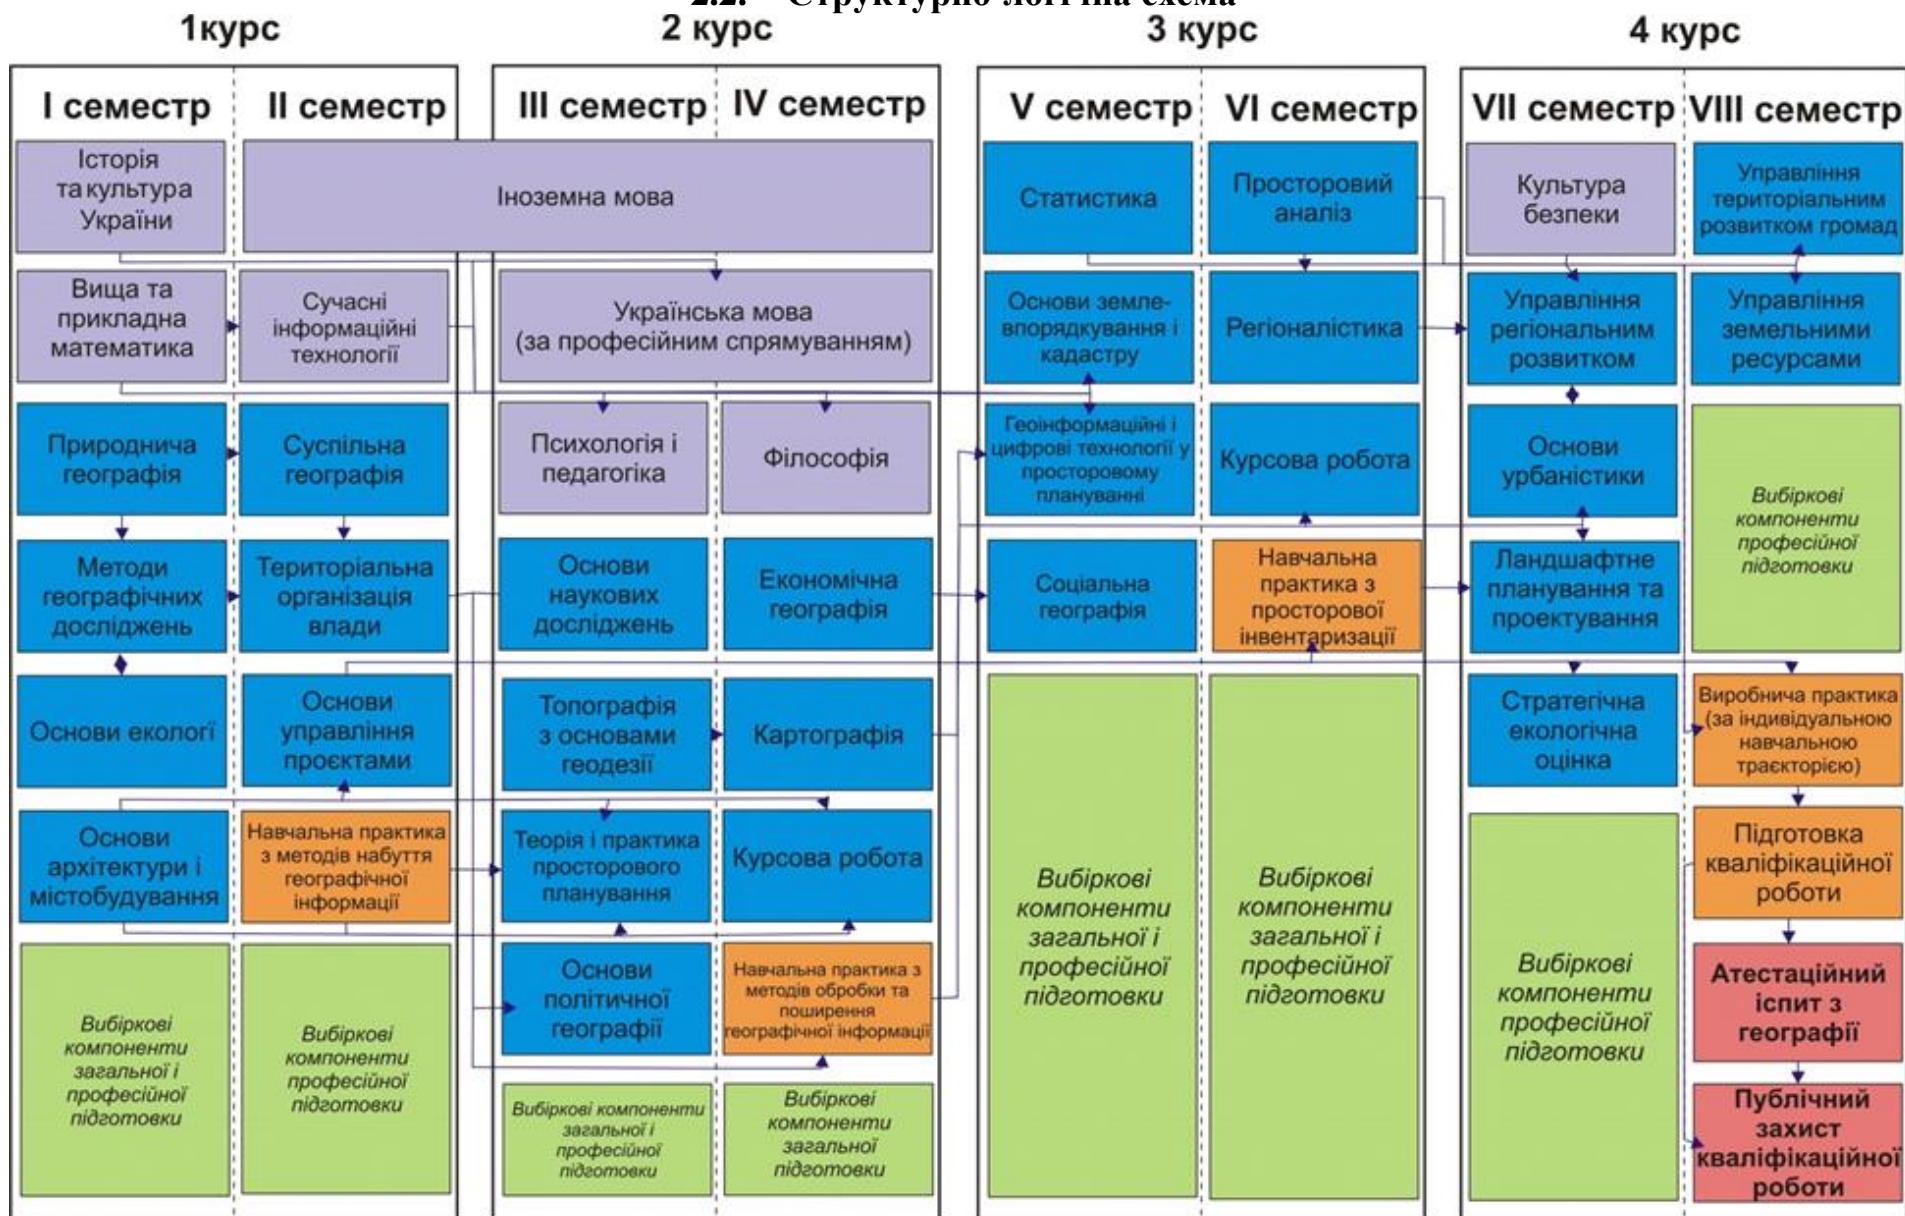 2.2. Структурно-логічна схема
1курс
2 курс
3 курс
4 курс
I семестр
II семестр
III семестр
IV семестр
V семестр
VI семестр
VII семестр
VIII семестр
Історія
та культура
України
Іноземна мова
Статистика
Просторовий
аналіз
Культура
безпеки
Управління
територіальним
розвитком громад
Вища та
прикладна
математика
Сучасні
інформаційні
технології
Українська мова
(за професійним спрямуванням)
Основи земле-
впорядкування і
кадастру
Регіоналістика
Управління
регіональним
розвитком
Управління
земельними
ресурсами
Природнича
географія
Суспільна
географія
Психологія і
педагогіка
Філософія
Геоінформаційні і
цифрові технології у
просторовому
плануванні
Курсова робота
Основи
урбаністики
Вибіркові
компоненти
професійної
підготовки
Методи
географічних
досліджень
Територіальна
організація
влади
Основи
наукових
досліджень
Економічна
географія
Соціальна
географія
Навчальна
практика з
просторової
інвентаризації
Ландшафтне
планування та
проектування
Основи екології
Основи
управління
проєктами
Топографія
з основами
геодезії
Картографія
Вибіркові
компоненти
загальної і
професійної
підготовки
Вибіркові
компоненти
загальної і
професійної
підготовки
Стратегічна
екологічна
оцінка
Виробнича практика
(за індивідуальною
навчальною
траєкторією)
Основи
архітектури і
містобудування
Навчальна практика
з методів набуття
географічної
інформації
Теорія і практика
просторового
планування
Курсова робота
Вибіркові
компоненти
професійної
підготовки
Підготовка
кваліфікаційної
роботи
Вибіркові
компоненти
загальної і
професійної
підготовки
Вибіркові
компоненти
професійної
підготовки
Основи
політичної
географії
Навчальна практика з
методів обробки та
поширення
географічної інформації
Атестаційний
іспит з
географії
Вибіркові компоненти
загальної і
професійної
підготовки
Вибіркові
компоненти
загальної
підготовки
Публічний
захист
кваліфікаційної
роботи